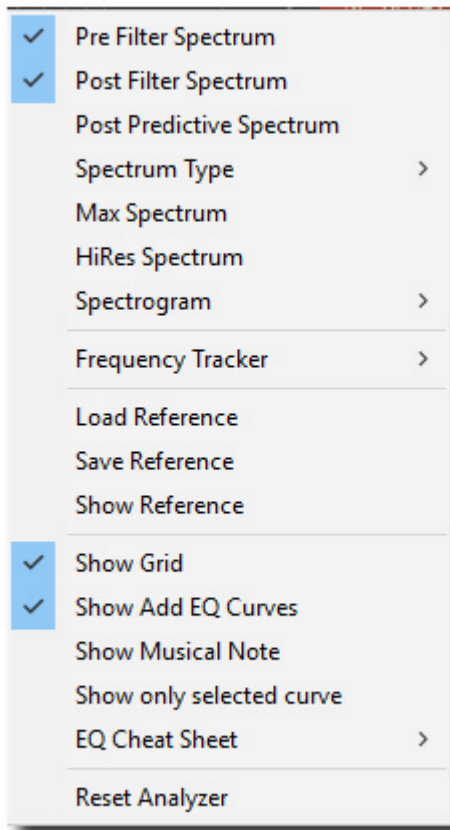 Pre Filter Spectrum
Post Filter Spectrum
Post Predictive Spectrum
Spectrum Type
Max Spectrum
HiRes Spectrum
Spectrogram
Frequency Tracker
Load Reference
Save Reference
Show Reference
Show Grid
Show Add EQ Curves
Show Musical Note
Show only selected curve
EQ Cheat Sheet
Reset Analyzer